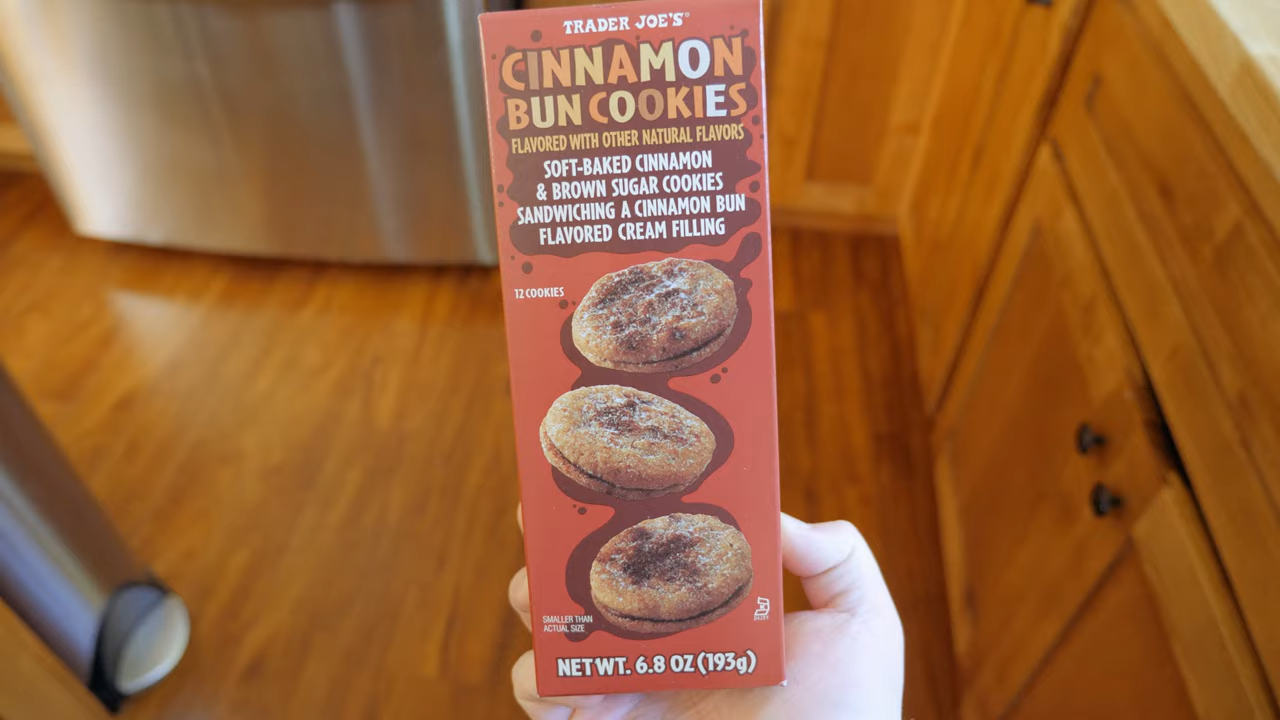 TRADER JOE'S
CINNAMON
BUN COOKIES
FLAVORED WITH OTHER NATURAL FLAVORS
SOFT-BAKED CINNAMON
& BROWN SUGAR COOKIES
SANDWICHING A CINNAMON BUN
FLAVORED CREAM FILLING
12 COOKIES
SMALLER THAN
ACTUAL SIZE
DAIRY
NET WT. 6.8 OZ (193g)